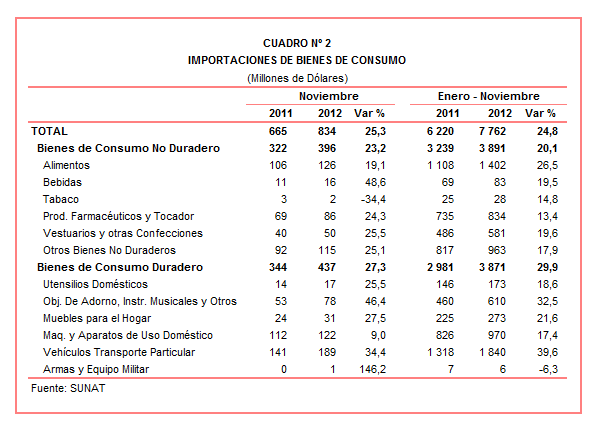 CUADRO Nº 2
IMPORTACIONES DE BIENES DE CONSUMO
(Millones de Dólares)
Noviembre Enero - Noviembre
2011 2012 Var % 2011 2012 Var %
TOTAL 665 834 25,3 6 220 7 762 24,8
Bienes de Consumo No Duradero 322 396 23,2 3 239 3 891 20,1
Alimentos 106 126 19,1 1 108 1 402 26,5
Bebidas 11 16 48,6 69 83 19,5
Tabaco 3 2 -34,4 25 28 14,8
Prod. Farmacéuticos y Tocador 69 86 24,3 735 834 13,4
Vestuarios y otras Confecciones 40 50 25,5 486 581 19,6
Otros Bienes No Duraderos 92 115 25,1 817 963 17,9
Bienes de Consumo Duradero 344 437 27,3 2 981 3 871 29,9
Utensilios Domésticos 14 17 25,5 146 173 18,6
Obj. De Adorno, Instr. Musicales y Otros 53 78 46,4 460 610 32,5
Muebles para el Hogar 24 31 27,5 225 273 21,6
Maq. y Aparatos de Uso Doméstico 112 122 9,0 826 970 17,4
Vehículos Transporte Particular 141 189 34,4 1 318 1 840 39,6
Armas y Equipo Militar 0 1 146,2 7 6 -6,3
Fuente: SUNAT